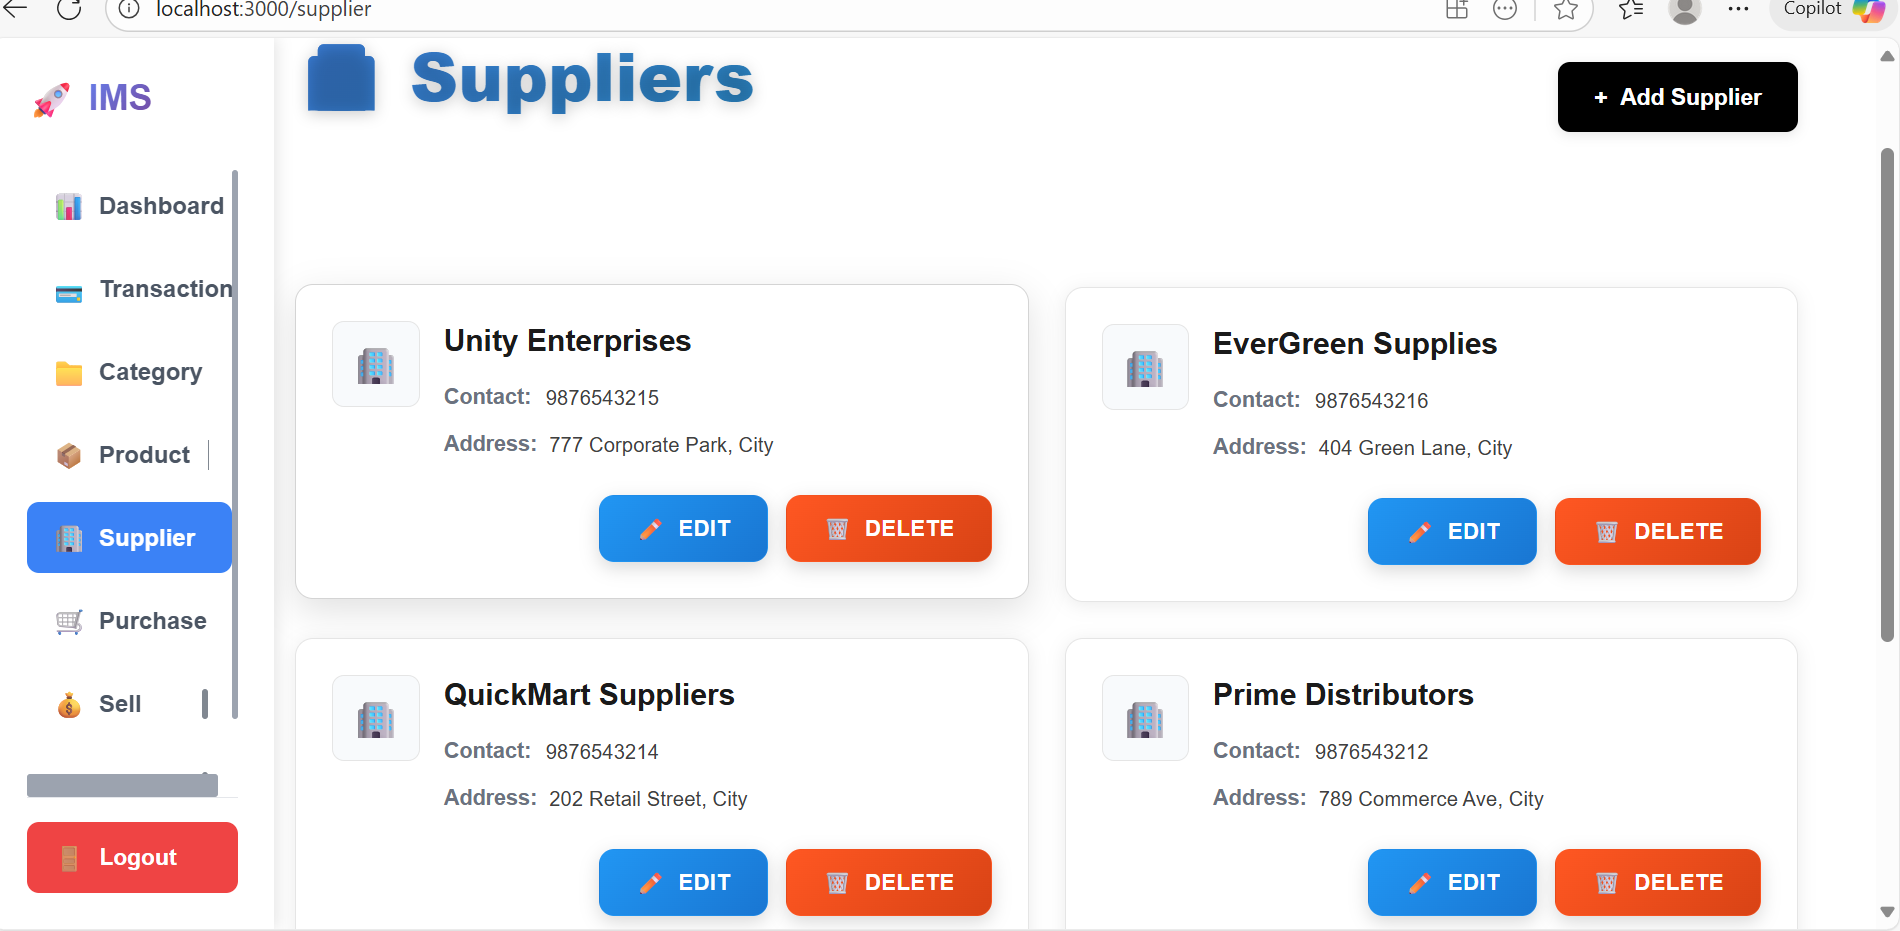 localhost:3000/supplier
Copilot
IMS
Dashboard
Transaction
Category
Product
Supplier
Purchase
Sell
Logout
Suppliers
+ Add Supplier
Unity Enterprises
Contact: 9876543215
Address: 777 Corporate Park, City
EDIT DELETE
EverGreen Supplies
Contact: 9876543216
Address: 404 Green Lane, City
EDIT DELETE
QuickMart Suppliers
Contact: 9876543214
Address: 202 Retail Street, City
EDIT DELETE
Prime Distributors
Contact: 9876543212
Address: 789 Commerce Ave, City
EDIT DELETE